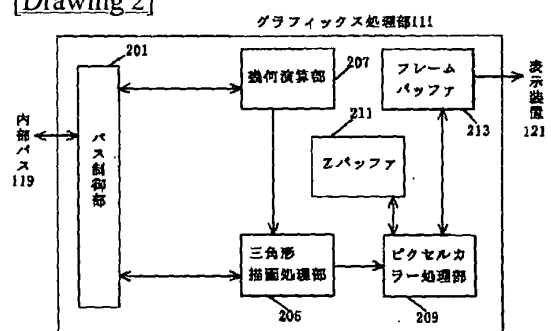 [Drawing 2]
グラフィックス処理部111
201
幾何演算部
207
フレーム
バッファ
213
表示
装置
121
内部バス
119
バス制御部
211
Zバッファ
三角形
描画処理部
205
ピクセルカ
ラー処理部
209